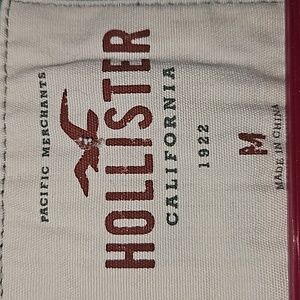 PACIFIC MERCHANTS
HOLLISTER
CALIFORNIA
1922
M
MADE IN CHINA